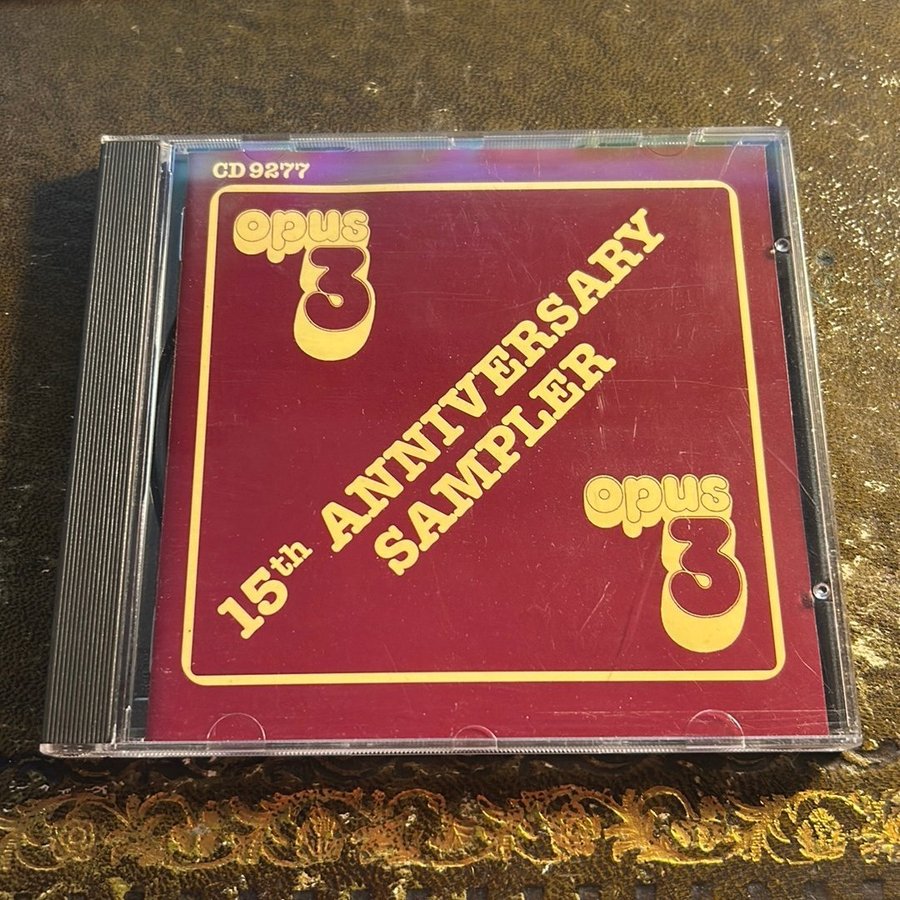 CD 9277
opus
3
15th ANNIVERSARY
SAMPLER
opus
3